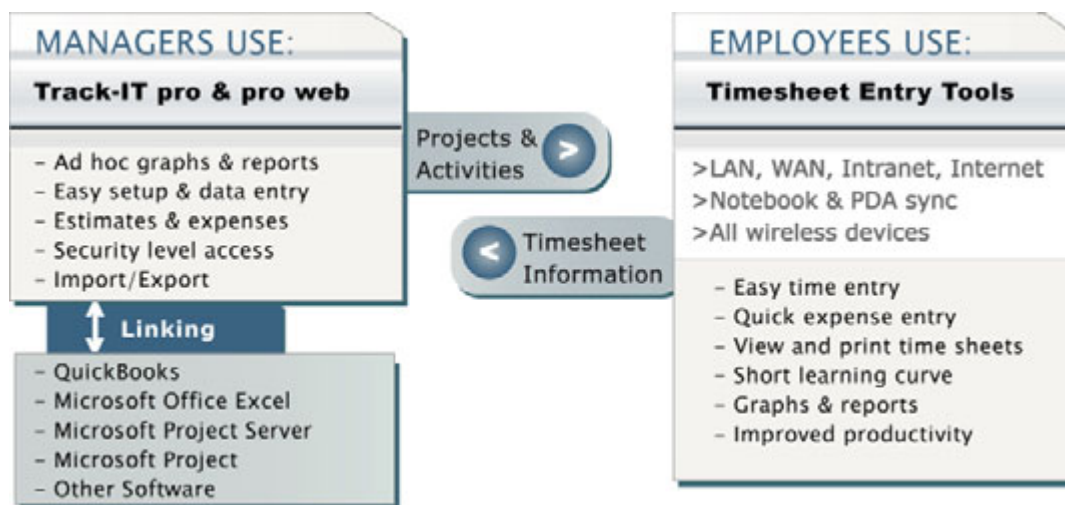 MANAGERS USE:
Track-IT pro & pro web
- Ad hoc graphs & reports
- Easy setup & data entry
- Estimates & expenses
- Security level access
- Import/Export
Linking
- QuickBooks
- Microsoft Office Excel
- Microsoft Project Server
- Microsoft Project
- Other Software
Projects &
Activities
>
<
Timesheet
Information
EMPLOYEES USE:
Timesheet Entry Tools
>LAN, WAN, Intranet, Internet
>Notebook & PDA sync
>All wireless devices
- Easy time entry
- Quick expense entry
- View and print time sheets
- Short learning curve
- Graphs & reports
- Improved productivity